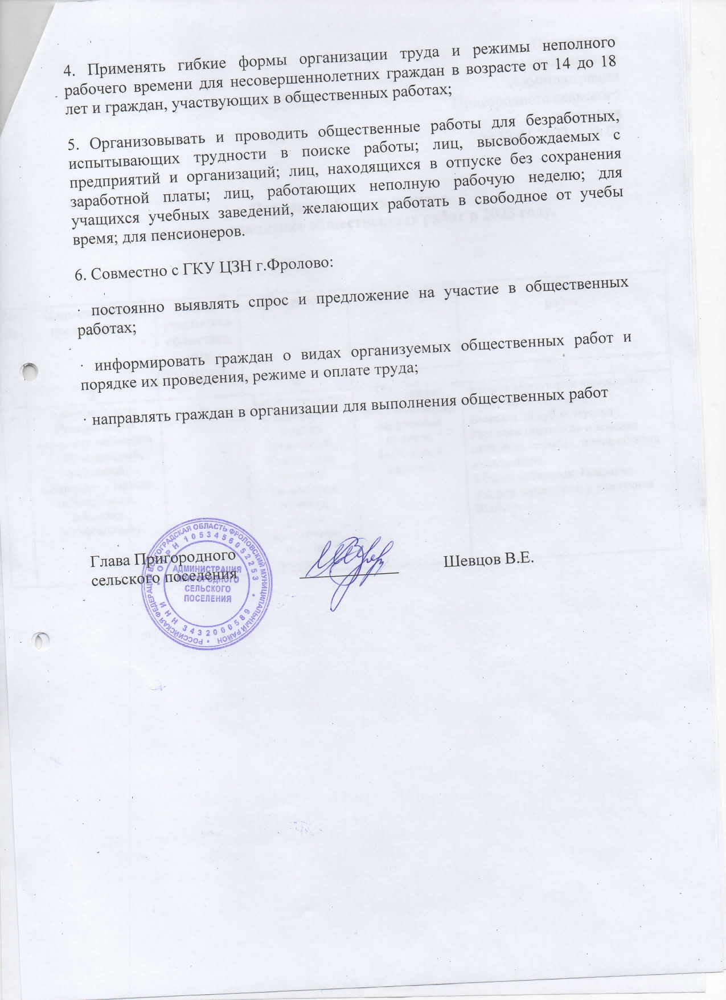 4. Применять гибкие формы организации труда и режимы неполного
рабочего времени для несовершеннолетних граждан в возрасте от 14 до 18
лет и граждан, участвующих в общественных работах;
5. Организовывать и проводить общественные работы для безработных,
испытывающих трудности в поиске работы; лиц, высвобождаемых с
предприятий и организаций; лиц, находящихся в отпуске без сохранения
заработной платы; лиц, работающих неполную рабочую неделю; для
учащихся учебных заведений, желающих работать в свободное от учебы
время; для пенсионеров.
6. Совместно с ГКУ ЦЗН г.Фролово:
· постоянно выявлять спрос и предложение на участие в общественных
работах;
· информировать граждан о видах организуемых общественных работ и
порядке их проведения, режиме и оплате труда;
· направлять граждан в организации для выполнения общественных работ
Глава Пригородного
сельского поселения
Шевцов В.Е.
РОССИЙСКАЯ ФЕДЕРАЦИЯ ВОЛГОГРАДСКАЯ ОБЛАСТЬ ФРОЛОВСКИЙ МУНИЦИПАЛЬНЫЙ РАЙОН
* ОГРН 1053456052253 *
ИНН 3432000589
АДМИНИСТРАЦИЯ
ПРИГОРОДНОГО
СЕЛЬСКОГО
ПОСЕЛЕНИЯ